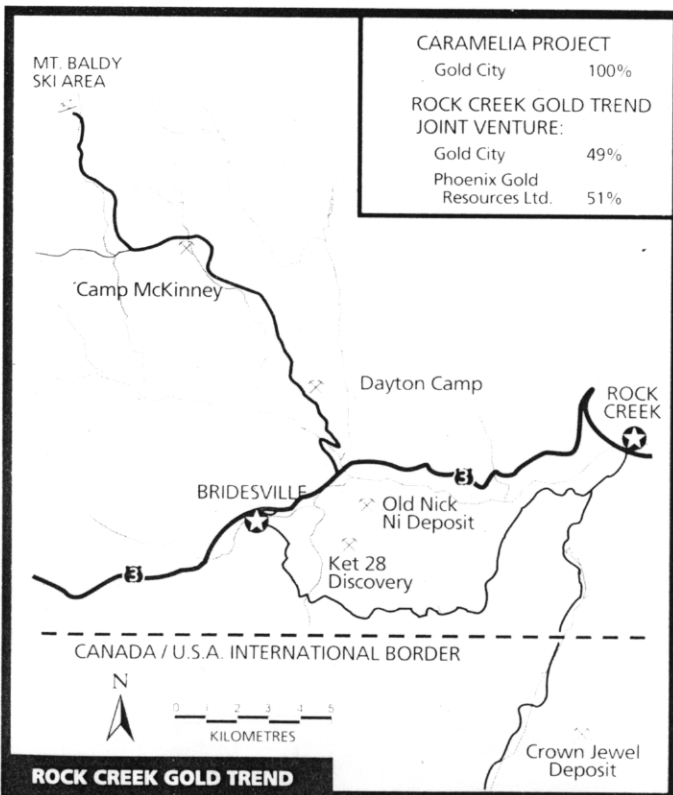 MT. BALDY
SKI AREA
CARAMELIA PROJECT
Gold City 100%
ROCK CREEK GOLD TREND
JOINT VENTURE:
Gold City 49%
Phoenix Gold
Resources Ltd. 51%
Camp McKinney
Dayton Camp
ROCK
CREEK
3
BRIDESVILLE
Old Nick
Ni Deposit
Ket 28
Discovery
3
CANADA / U.S.A. INTERNATIONAL BORDER
N
0 1 2 3 4 5
KILOMETRES
Crown Jewel
Deposit
ROCK CREEK GOLD TREND